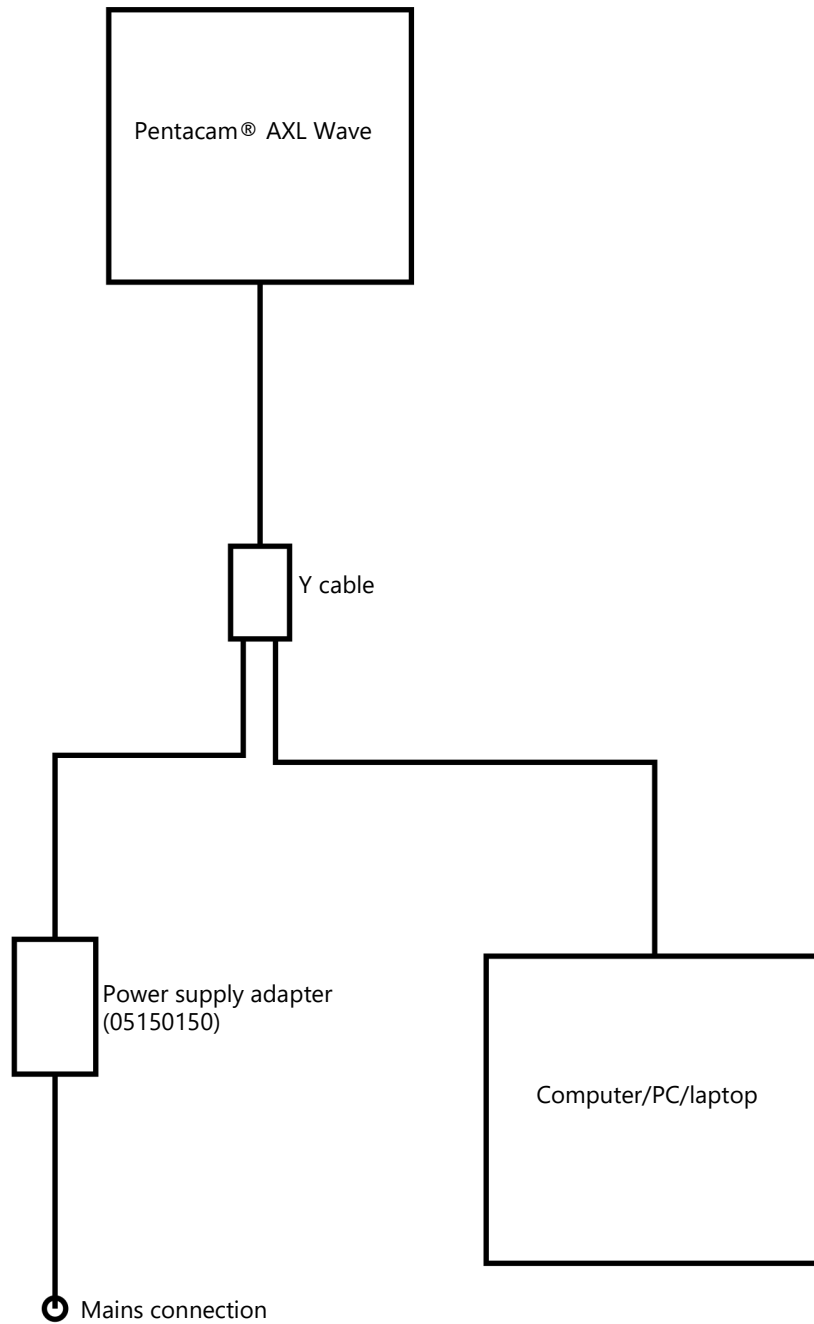 Pentacam® AXL Wave
Y cable
Power supply adapter
(05150150)
Computer/PC/laptop
Mains connection